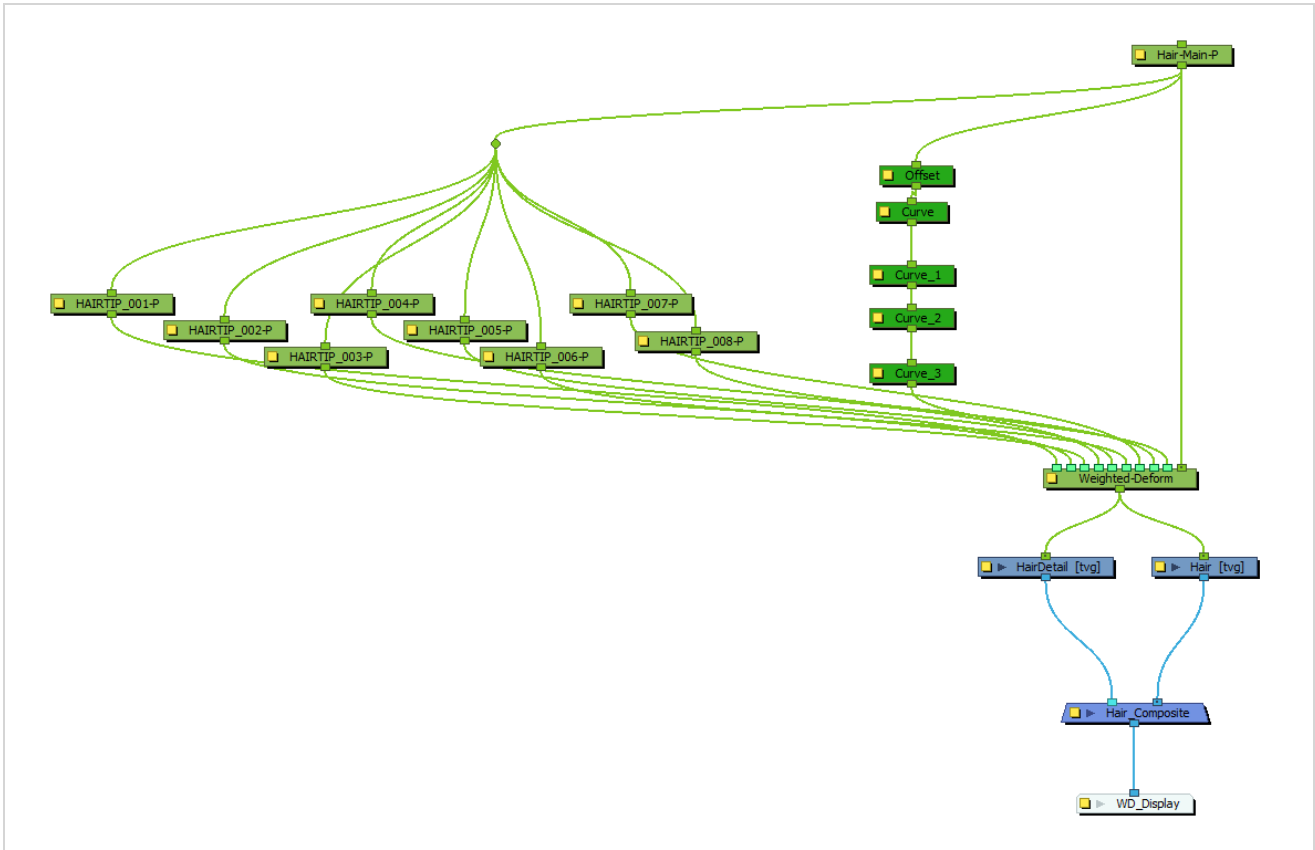 Hair-Main-P
Offset
Curve
Curve_1
HAIRTIP_001-P
HAIRTIP_004-P
HAIRTIP_007-P
Curve_2
HAIRTIP_002-P
HAIRTIP_005-P
HAIRTIP_008-P
HAIRTIP_003-P
HAIRTIP_006-P
Curve_3
Weighted-Deform
HairDetail [tvg]
Hair [tvg]
Hair_Composite
WD_Display